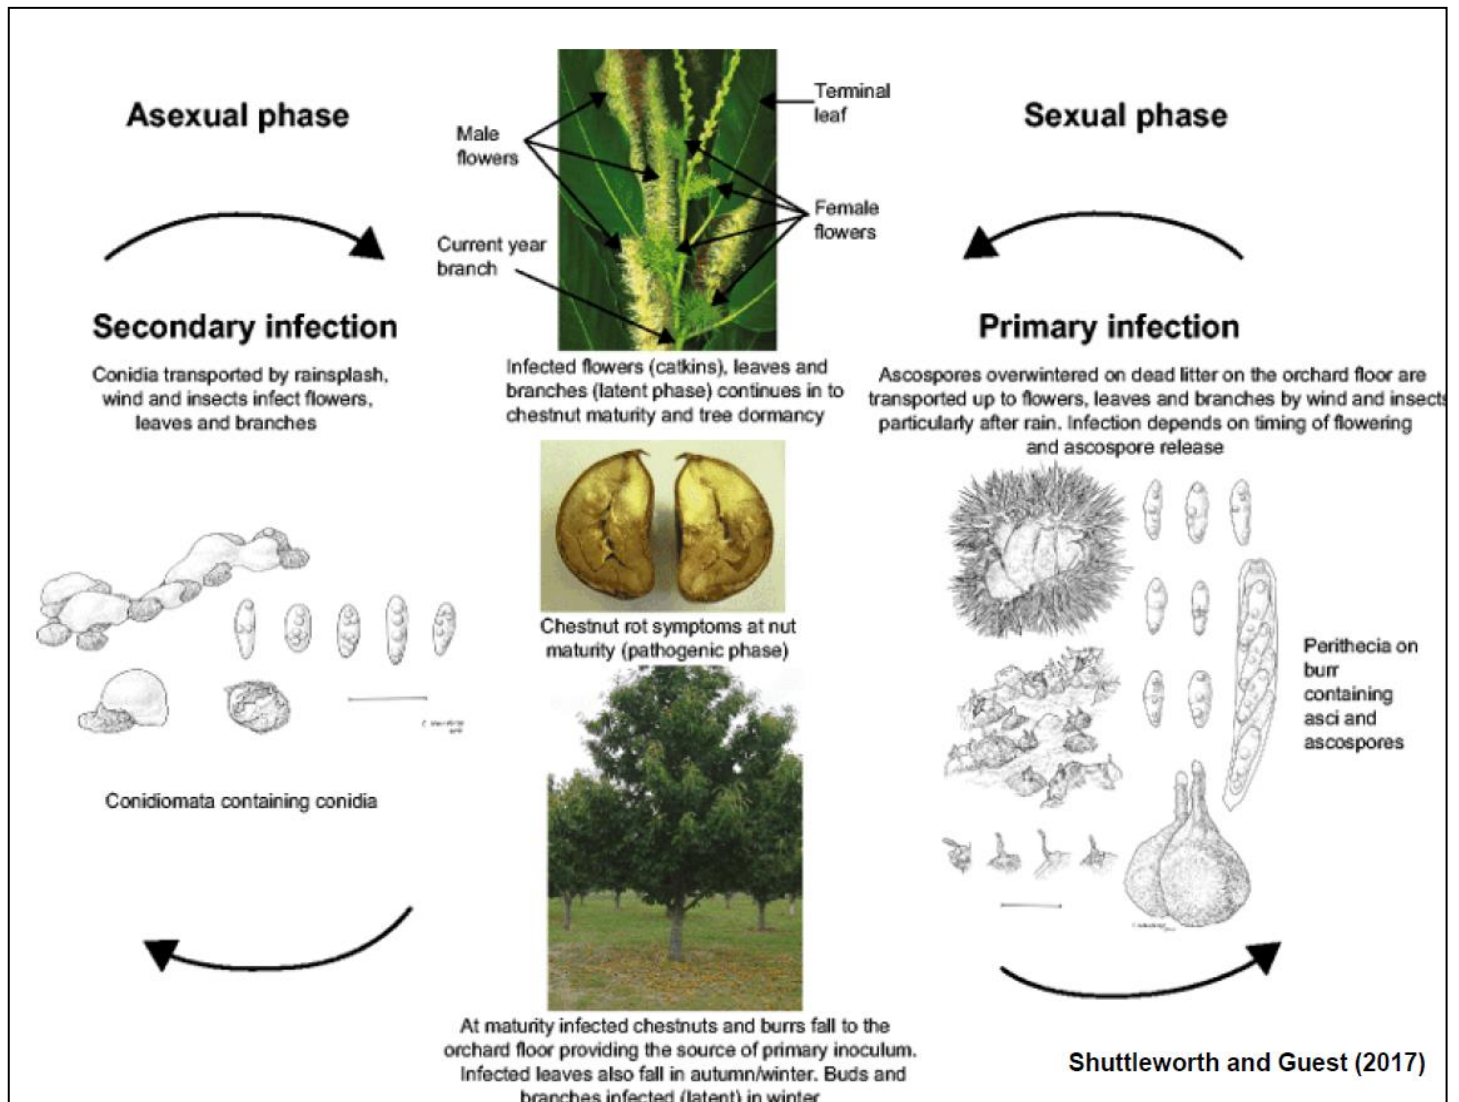 Asexual phase
Male
flowers
Current year
branch
Terminal
leaf
Female
flowers
Sexual phase
Secondary infection
Conidia transported by rainsplash,
wind and insects infect flowers,
leaves and branches
Infected flowers (catkins), leaves and
branches (latent phase) continues in to
chestnut maturity and tree dormancy
Primary infection
Ascospores overwintered on dead litter on the orchard floor are
transported up to flowers, leaves and branches by wind and insects
particularly after rain. Infection depends on timing of flowering
and ascospore release
Chestnut rot symptoms at nut
maturity (pathogenic phase)
Perithecia on
burr
containing
asci and
ascospores
Conidiomata containing conidia
At maturity infected chestnuts and burrs fall to the
orchard floor providing the source of primary inoculum.
Infected leaves also fall in autumn/winter. Buds and
branches infected (latent) in winter
Shuttleworth and Guest (2017)